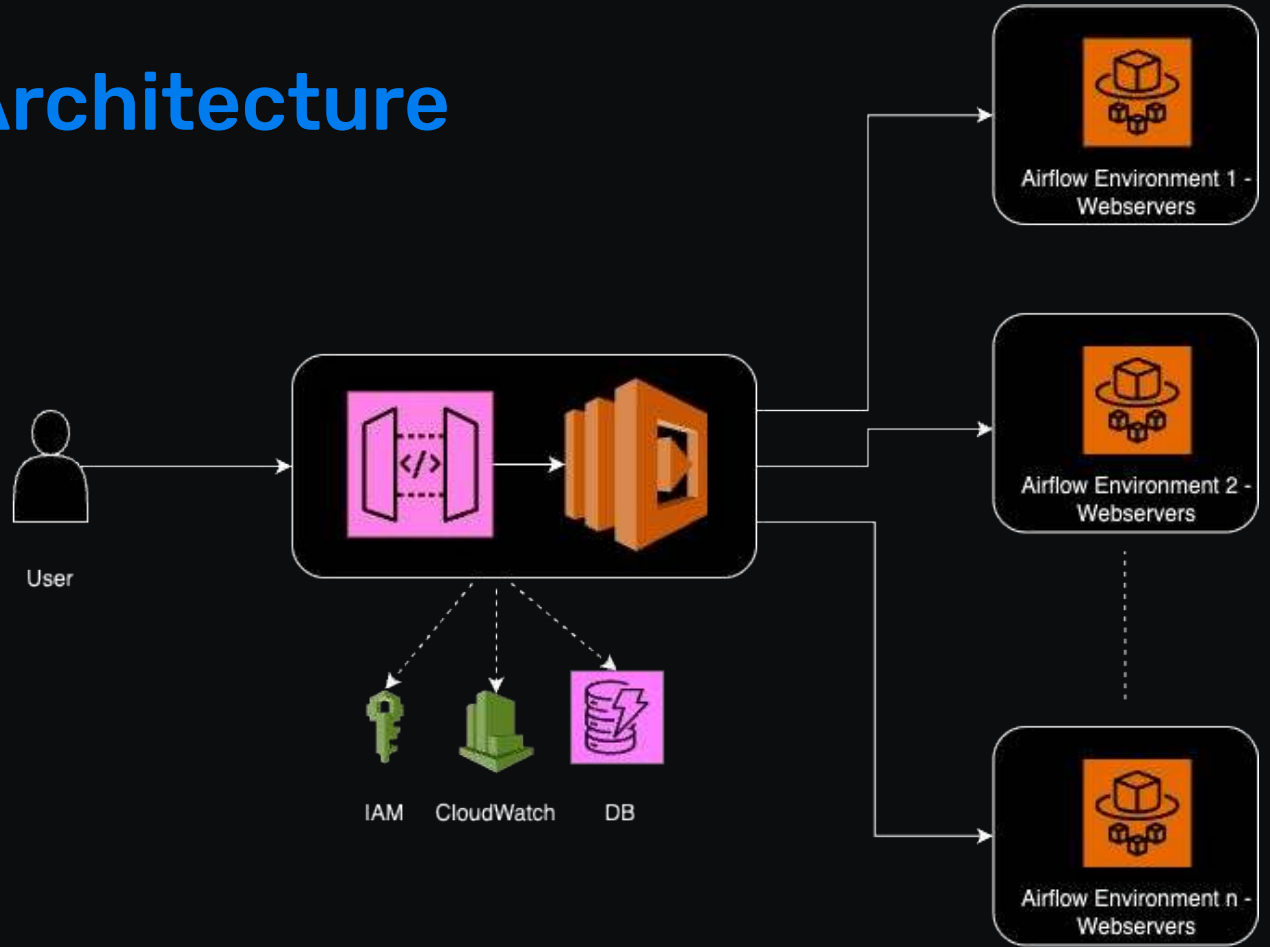 Architecture
Airflow Environment 1 -
Webservers
Airflow Environment 2 -
Webservers
</>
User
IAM
CloudWatch
DB
Airflow Environment n -
Webservers